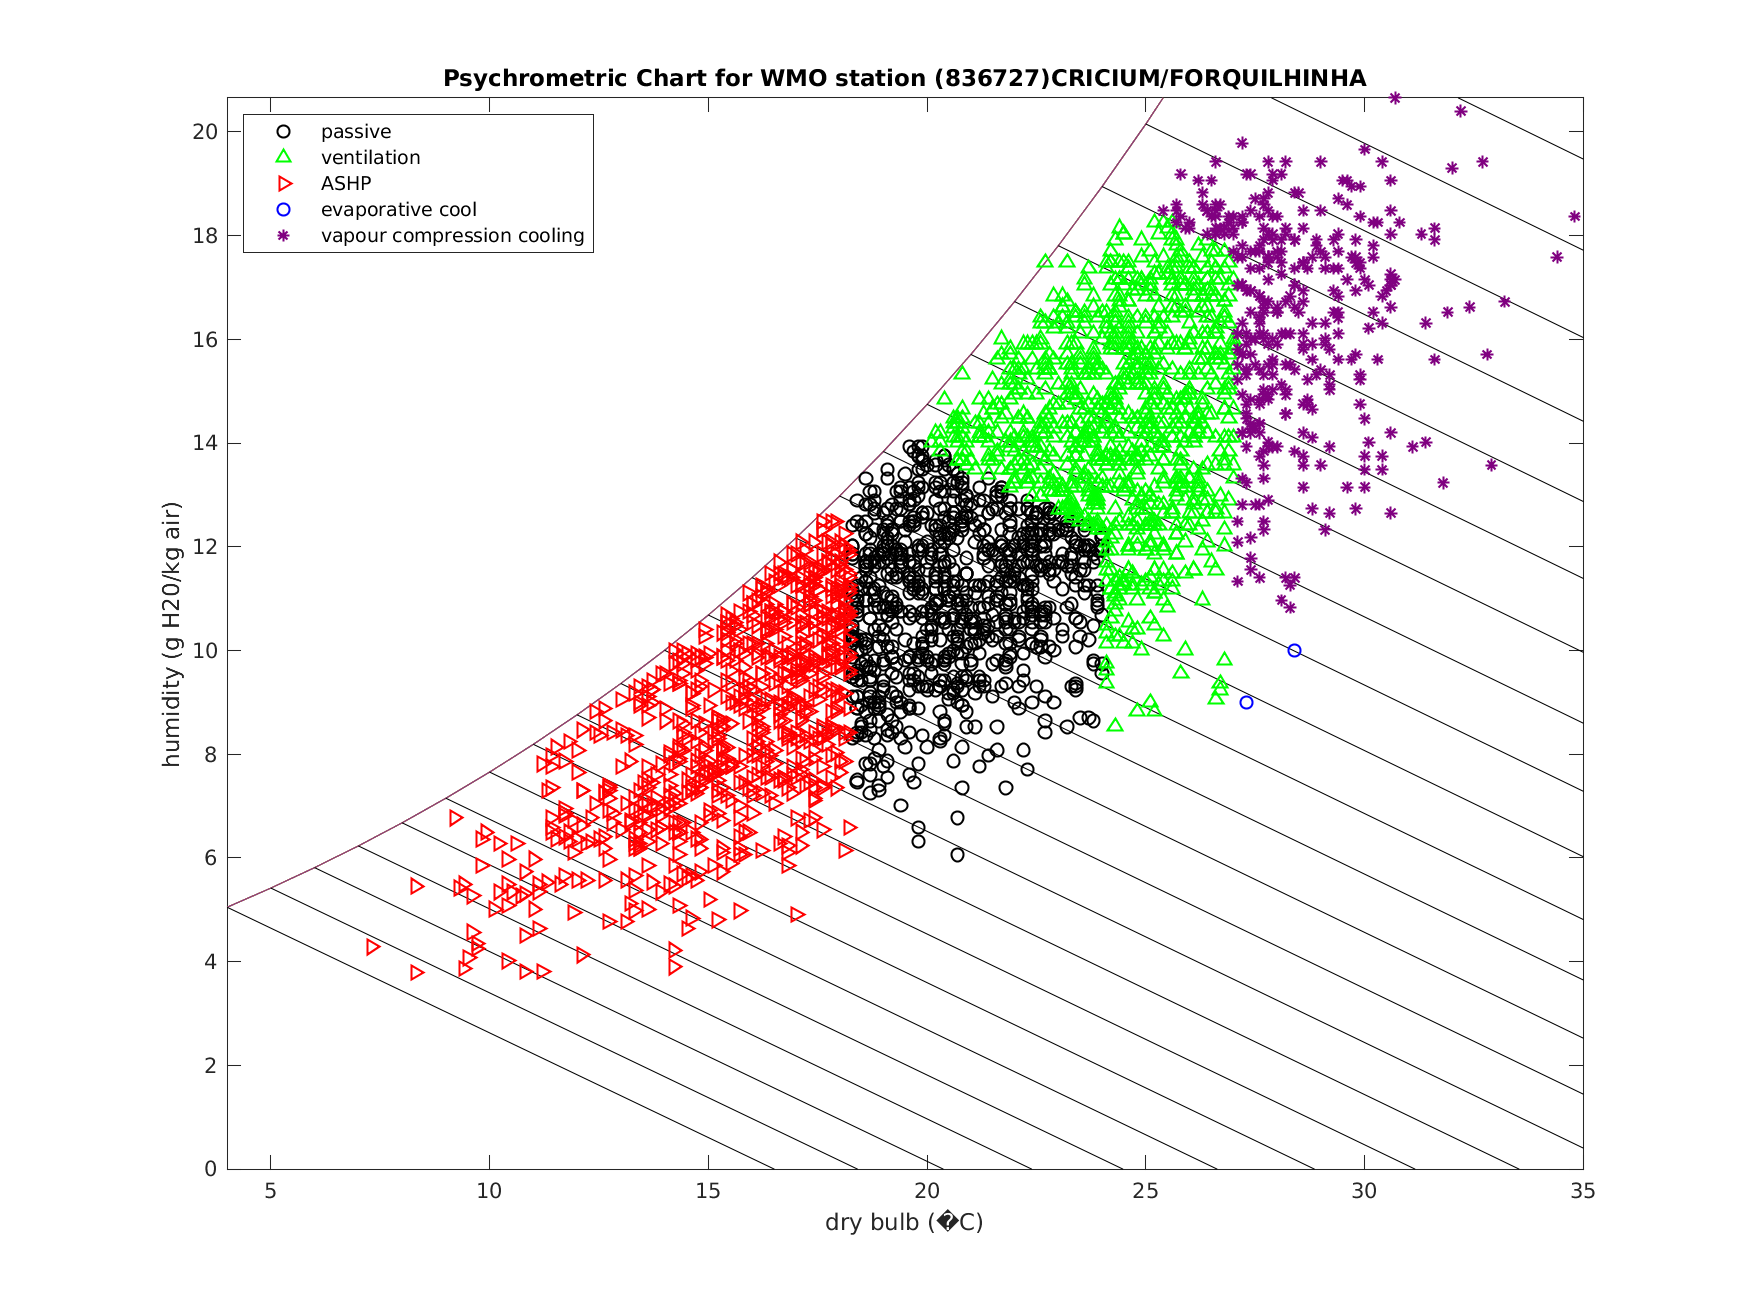 Psychrometric Chart for WMO station (836727)CRICIUM/FORQUILHINHA
passive
ventilation
ASHP
evaporative cool
vapour compression cooling
humidity (g H20/kg air)
20
18
16
14
12
10
8
6
4
2
0
5 10 15 20 25 30 35
dry bulb (�C)